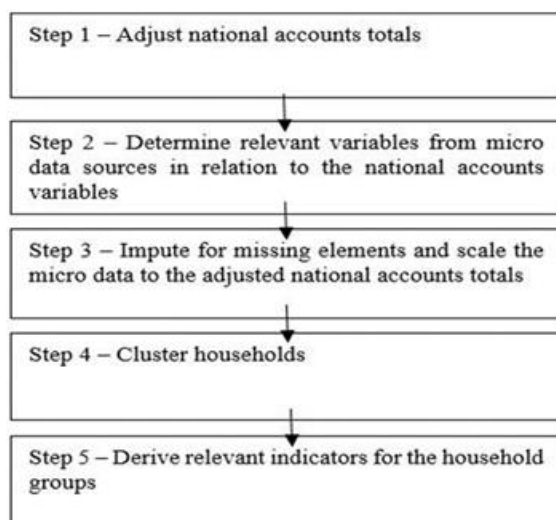 Step 1 – Adjust national accounts totals
Step 2 – Determine relevant variables from micro
data sources in relation to the national accounts
variables
Step 3 – Impute for missing elements and scale the
micro data to the adjusted national accounts totals
Step 4 – Cluster households
Step 5 – Derive relevant indicators for the household
groups